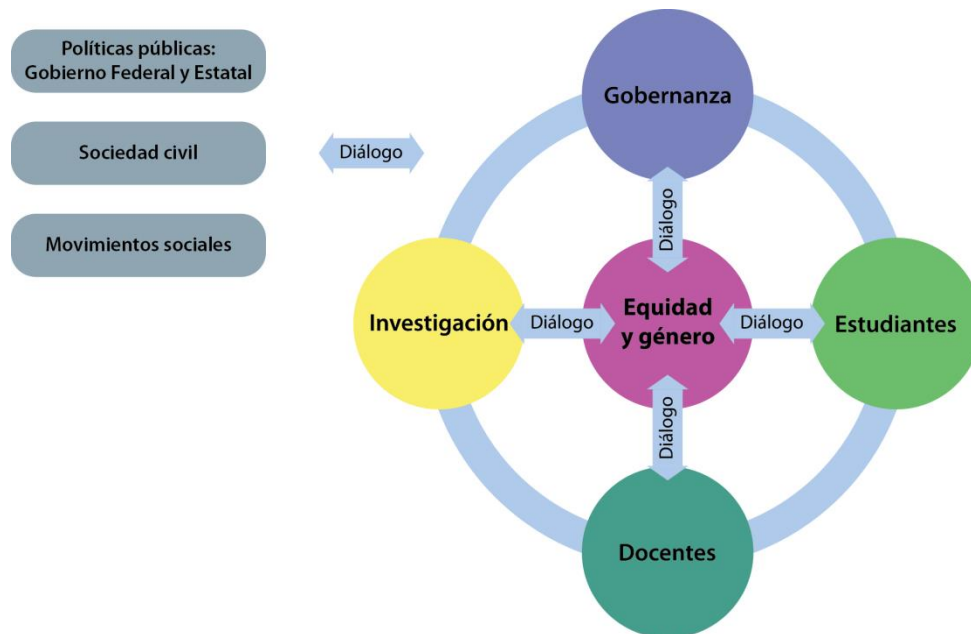 Políticas públicas:
Gobierno Federal y Estatal
Sociedad civil
Movimientos sociales
Diálogo
Gobernanza
Diálogo
Investigación
Diálogo
Equidad
y género
Diálogo
Estudiantes
Diálogo
Docentes